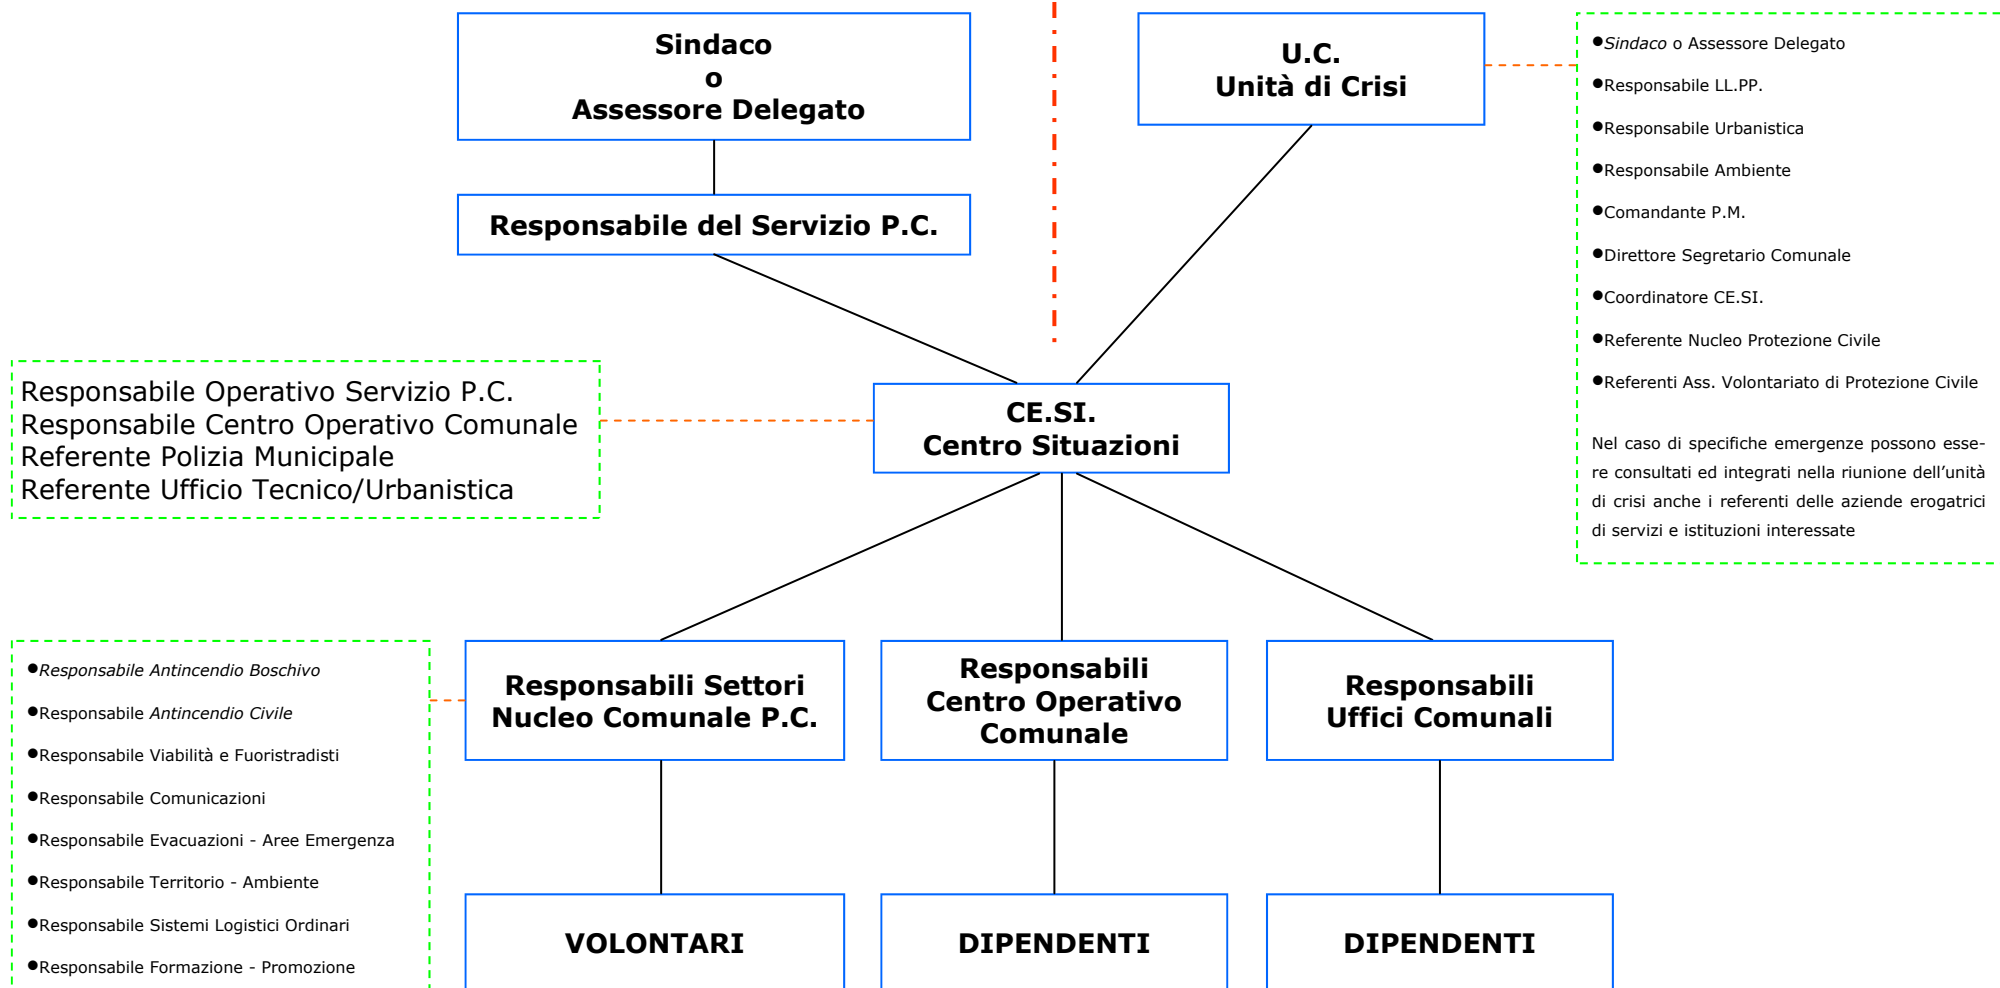 Sindaco
o
Assessore Delegato
Responsabile del Servizio P.C.
U.C.
Unità di Crisi
●Sindaco o Assessore Delegato
●Responsabile LL.PP.
●Responsabile Urbanistica
●Responsabile Ambiente
●Comandante P.M.
●Direttore Segretario Comunale
●Coordinatore CE.SI.
●Referente Nucleo Protezione Civile
●Referenti Ass. Volontariato di Protezione Civile
Nel caso di specifiche emergenze possono esse-
re consultati ed integrati nella riunione dell’unità
di crisi anche i referenti delle aziende erogatrici
di servizi e istituzioni interessate
Responsabile Operativo Servizio P.C.
Responsabile Centro Operativo Comunale
Referente Polizia Municipale
Referente Ufficio Tecnico/Urbanistica
CE.SI.
Centro Situazioni
●Responsabile Antincendio Boschivo
●Responsabile Antincendio Civile
●Responsabile Viabilità e Fuoristradisti
●Responsabile Comunicazioni
●Responsabile Evacuazioni - Aree Emergenza
●Responsabile Territorio - Ambiente
●Responsabile Sistemi Logistici Ordinari
●Responsabile Formazione - Promozione
Responsabili Settori
Nucleo Comunale P.C.
Responsabili
Centro Operativo
Comunale
Responsabili
Uffici Comunali
VOLONTARI
DIPENDENTI
DIPENDENTI